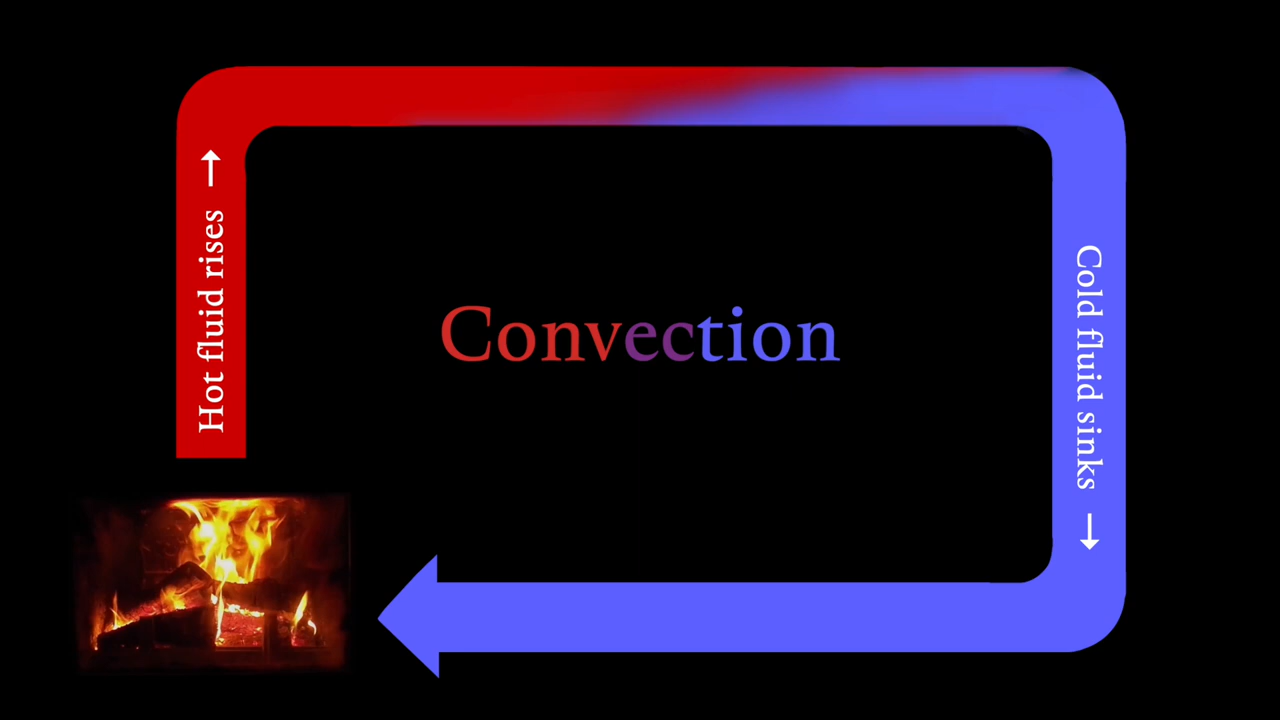 Hot fluid rises →
Convection
Cold fluid sinks →